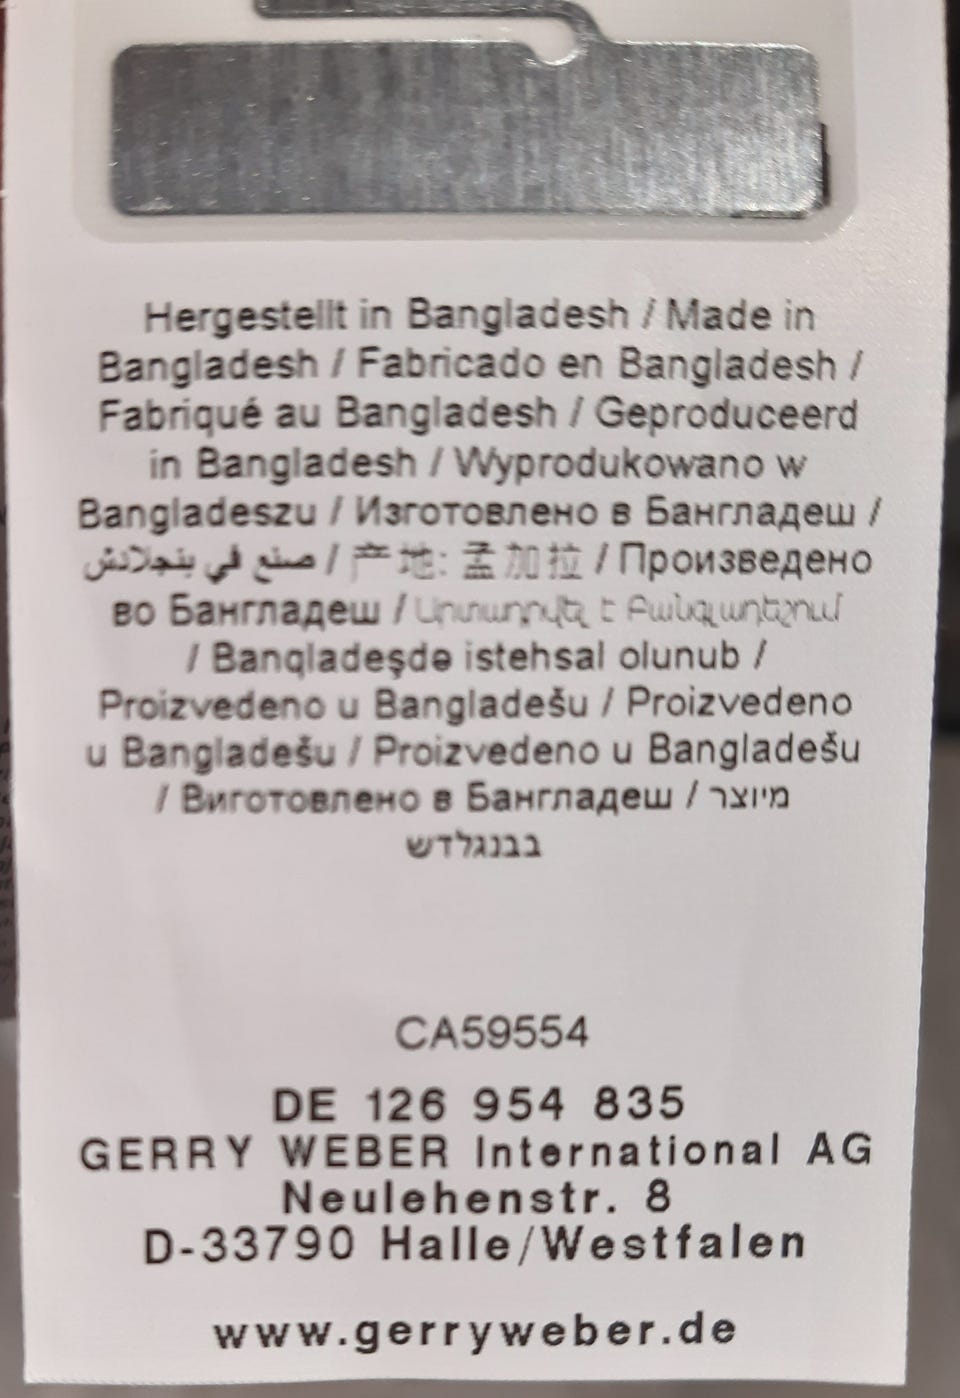 Hergestellt in Bangladesh / Made in
Bangladesh / Fabricado en Bangladesh /
Fabriqué au Bangladesh / Geproduceerd
in Bangladesh / Wyprodukowano w
Bangladeszu / Изготовлено в Бангладеш /
صنع في بنجلادش / 产地: 孟加拉 / Произведено
во Бангладеш / Արտադրվել է Բանգլադեշում
/ Banqladeşdə istehsal olunub /
Proizvedeno u Bangladešu / Proizvedeno
u Bangladešu / Proizvedeno u Bangladešu
/ Виготовлено в Бангладеш / מיוצר
בבנגלדש
CA59554
DE 126 954 835
GERRY WEBER International AG
Neulehenstr. 8
D-33790 Halle/Westfalen
www.gerryweber.de